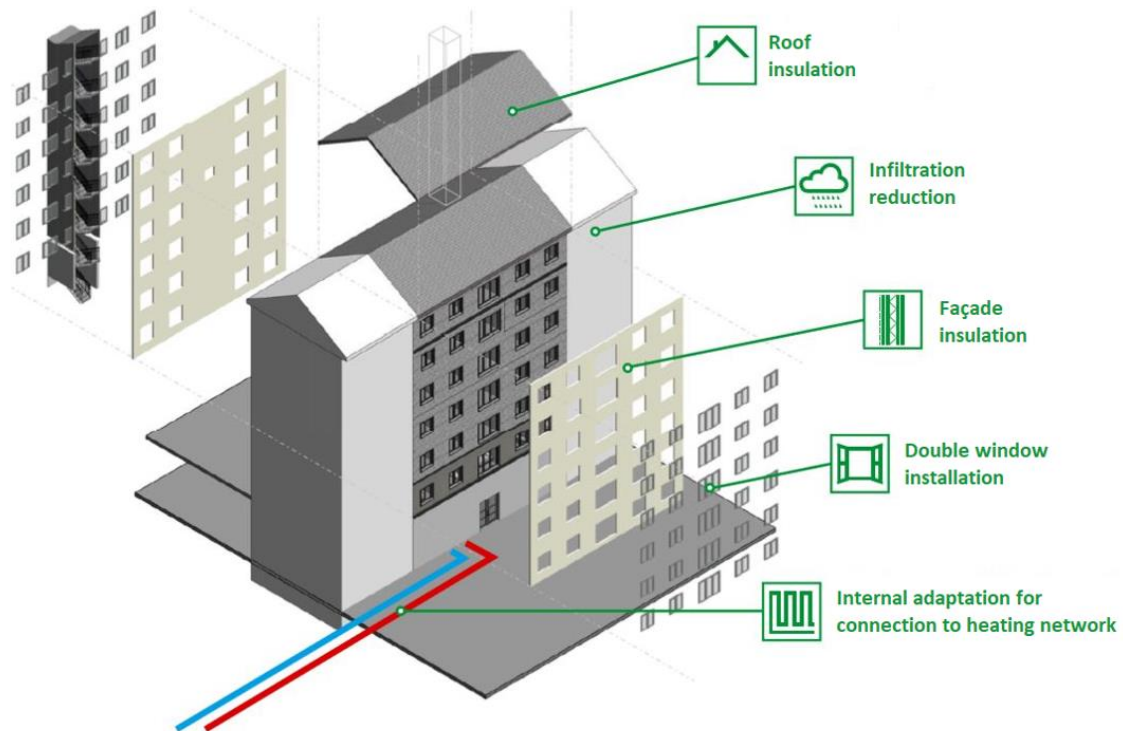 Roof
insulation
Infiltration
reduction
Façade
insulation
Double window
installation
Internal adaptation for
connection to heating network